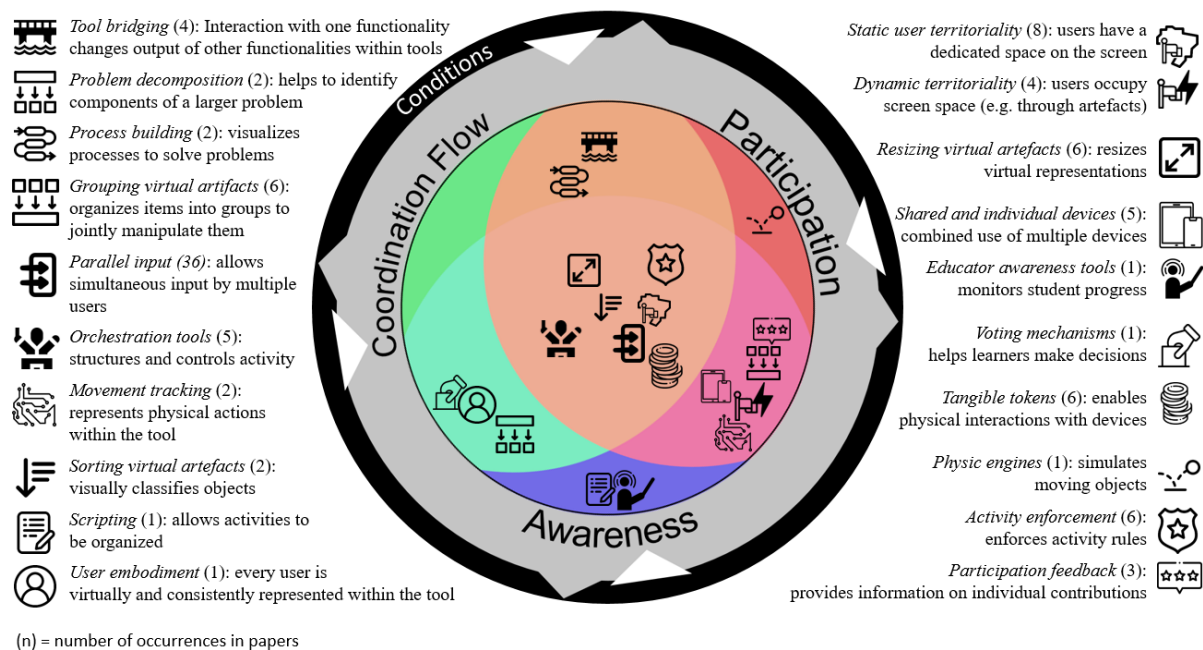 Tool bridging (4): Interaction with one functionality
changes output of other functionalities within tools
Problem decomposition (2): helps to identify
components of a larger problem
Process building (2): visualizes
processes to solve problems
Grouping virtual artifacts (6):
organizes items into groups to
jointly manipulate them
Parallel input (36): allows
simultaneous input by multiple
users
Orchestration tools (5):
structures and controls activity
Movement tracking (2):
represents physical actions
within the tool
Sorting virtual artefacts (2):
visually classifies objects
Scripting (1): allows activities to
be organized
User embodiment (1): every user is
virtually and consistently represented within the tool
(n) = number of occurrences in papers
Conditions
Coordination Flow
Participation
Awareness
Static user territoriality (8): users have a
dedicated space on the screen
Dynamic territoriality (4): users occupy
screen space (e.g. through artefacts)
Resizing virtual artefacts (6): resizes
virtual representations
Shared and individual devices (5):
combined use of multiple devices
Educator awareness tools (1):
monitors student progress
Voting mechanisms (1):
helps learners make decisions
Tangible tokens (6): enables
physical interactions with devices
Physic engines (1): simulates
moving objects
Activity enforcement (6):
enforces activity rules
Participation feedback (3):
provides information on individual contributions